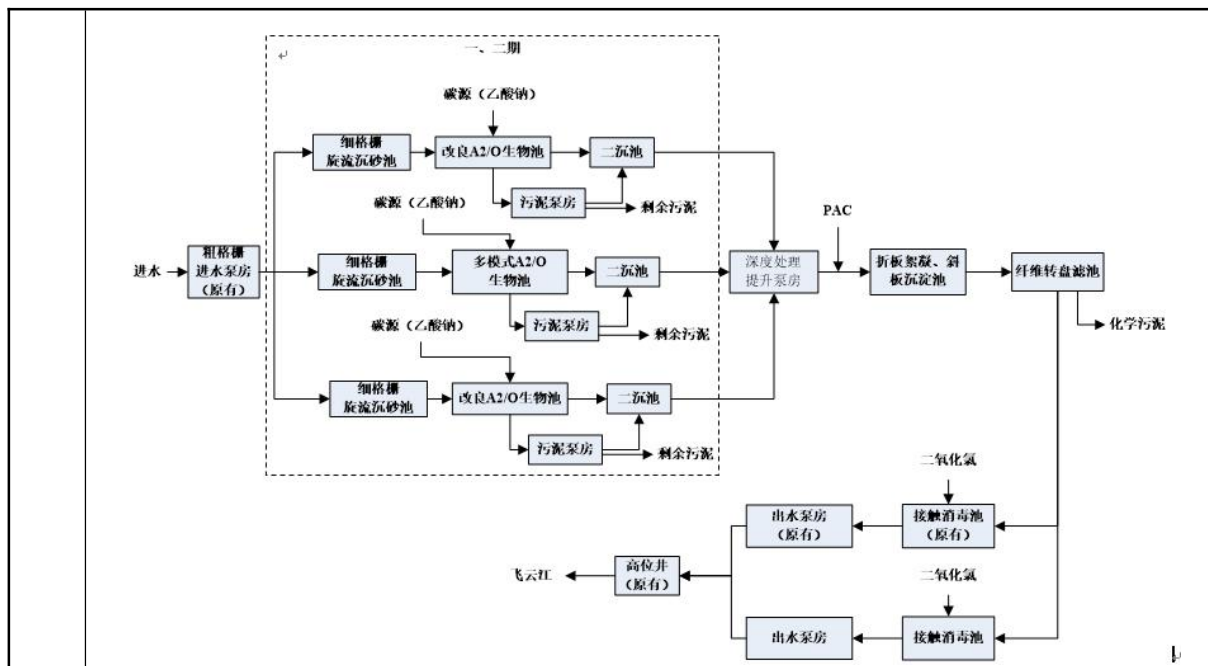 一、二期
碳源（乙酸钠）
细格栅
旋流沉砂池
改良A2/O生物池
二沉池
污泥泵房
剩余污泥
碳源（乙酸钠）
PAC
进水
粗格栅
进水泵房
（原有）
细格栅
旋流沉砂池
多模式A2/O
生物池
二沉池
深度处理
提升泵房
折板絮凝、斜
板沉淀池
纤维转盘滤池
污泥泵房
剩余污泥
化学污泥
碳源（乙酸钠）
细格栅
旋流沉砂池
改良A2/O生物池
二沉池
污泥泵房
剩余污泥
二氧化氯
出水泵房
（原有）
接触消毒池
（原有）
飞云江
高位井
（原有）
二氧化氯
出水泵房
接触消毒池